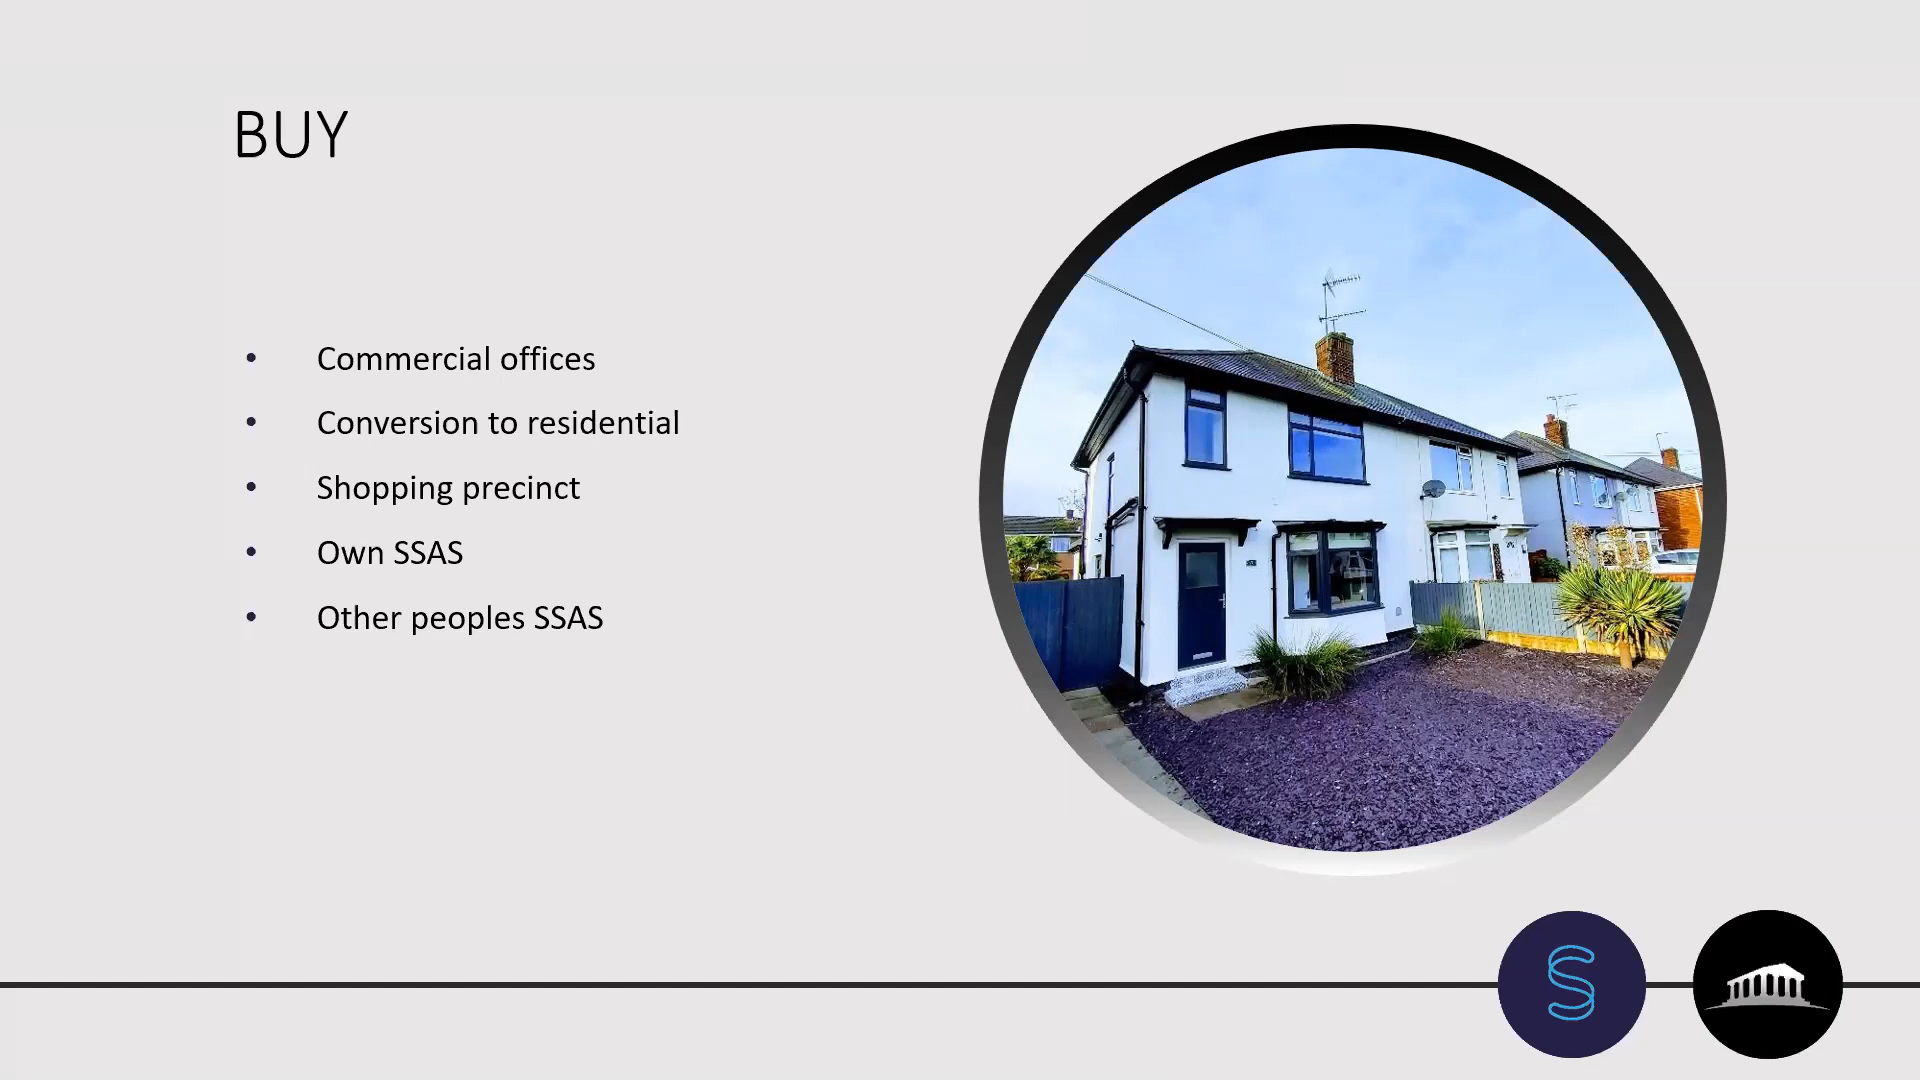 BUY
• Commercial offices
• Conversion to residential
• Shopping precinct
• Own SSAS
• Other peoples SSAS
S